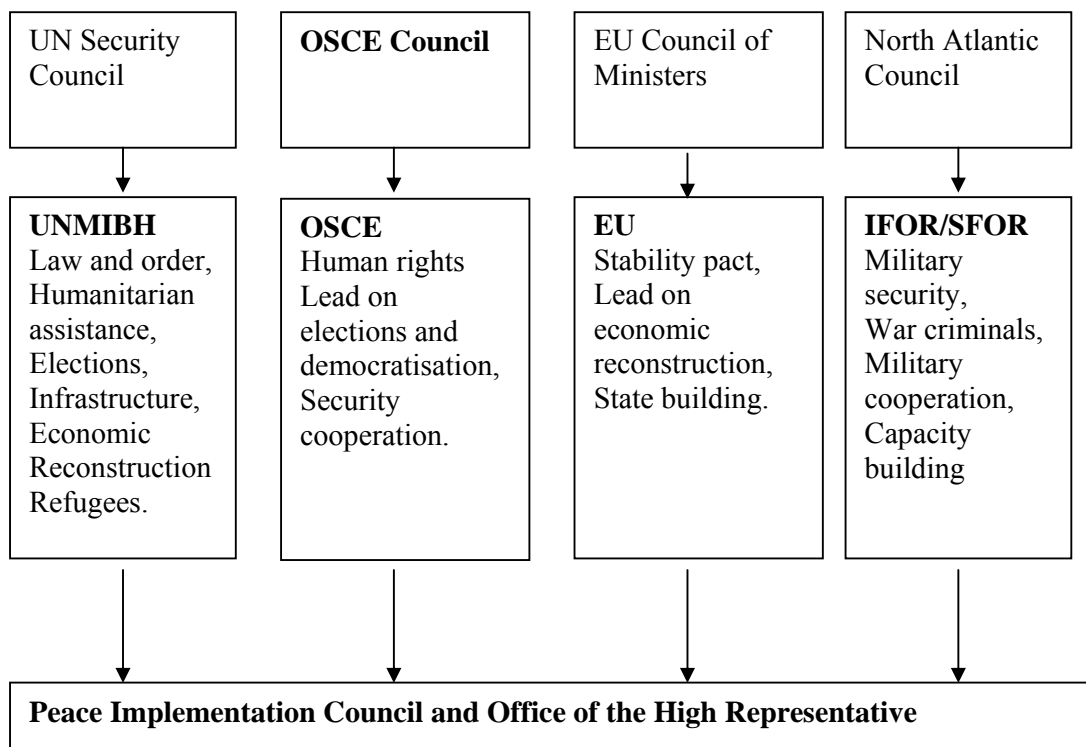 UN Security
Council
OSCE Council
EU Council of
Ministers
North Atlantic
Council
UNMIBH
Law and order,
Humanitarian
assistance,
Elections,
Infrastructure,
Economic
Reconstruction
Refugees.
OSCE
Human rights
Lead on
elections and
democratisation,
Security
cooperation.
EU
Stability pact,
Lead on
economic
reconstruction,
State building.
IFOR/SFOR
Military
security,
War criminals,
Military
cooperation,
Capacity
building
Peace Implementation Council and Office of the High Representative